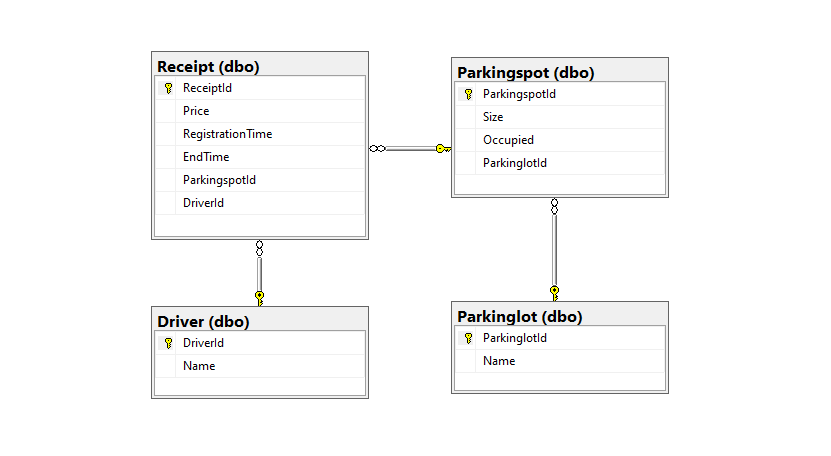 Receipt (dbo)
ReceiptId
Price
RegistrationTime
EndTime
ParkingspotId
DriverId
Parkingspot (dbo)
ParkingspotId
Size
Occupied
ParkinglotId
Driver (dbo)
DriverId
Name
Parkinglot (dbo)
ParkinglotId
Name